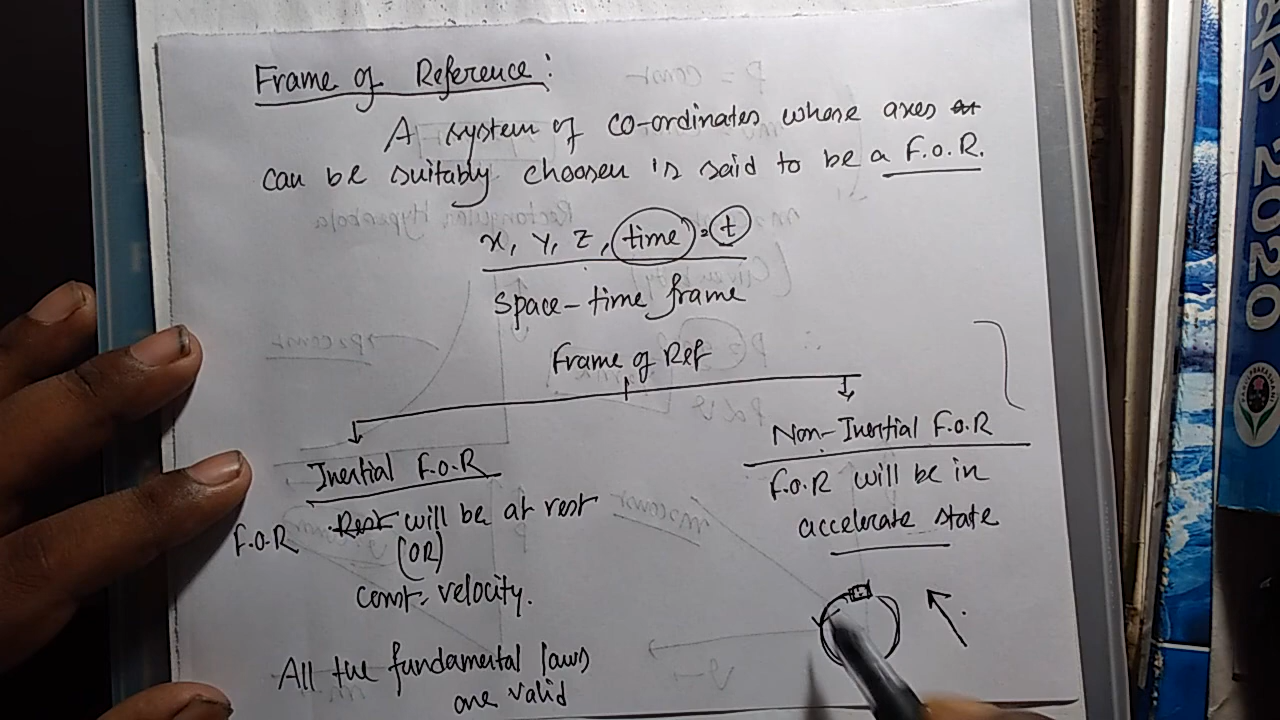 Frame of Reference:
A system of co-ordinates whose axes
can be suitably choosen is said to be a F.O.R.
x, y, z, time = t
Space-time frame
Frame of Ref
Inertial F.O.R
F.O.R Rest will be at rest
(OR)
const. velocity.
All the fundamental laws
are valid
Non-Inertial F.O.R
F.O.R will be in
accelerate state
2020